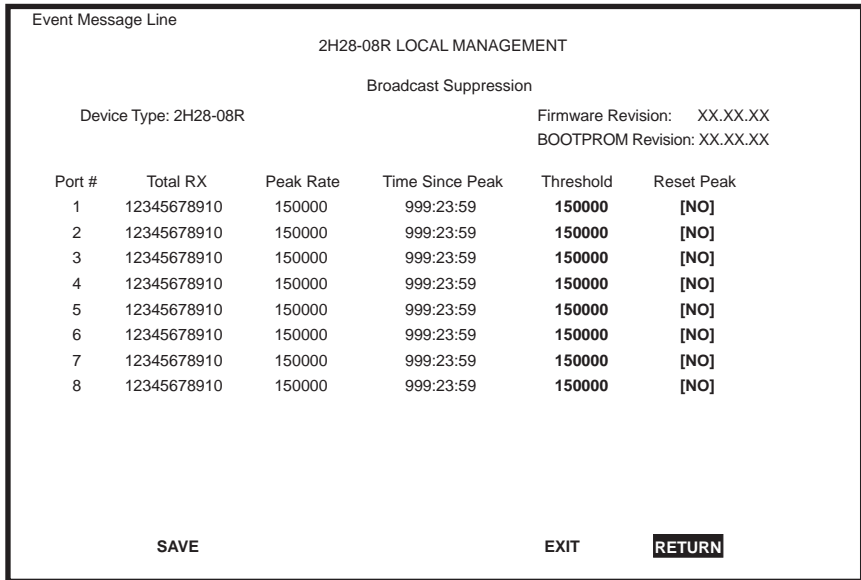 Event Message Line
2H28-08R LOCAL MANAGEMENT
Broadcast Suppression
Device Type: 2H28-08R Firmware Revision: XX.XX.XX
BOOTPROM Revision: XX.XX.XX
Port # Total RX Peak Rate Time Since Peak Threshold Reset Peak
1 12345678910 150000 999:23:59 150000 [NO]
2 12345678910 150000 999:23:59 150000 [NO]
3 12345678910 150000 999:23:59 150000 [NO]
4 12345678910 150000 999:23:59 150000 [NO]
5 12345678910 150000 999:23:59 150000 [NO]
6 12345678910 150000 999:23:59 150000 [NO]
7 12345678910 150000 999:23:59 150000 [NO]
8 12345678910 150000 999:23:59 150000 [NO]
SAVE EXIT RETURN